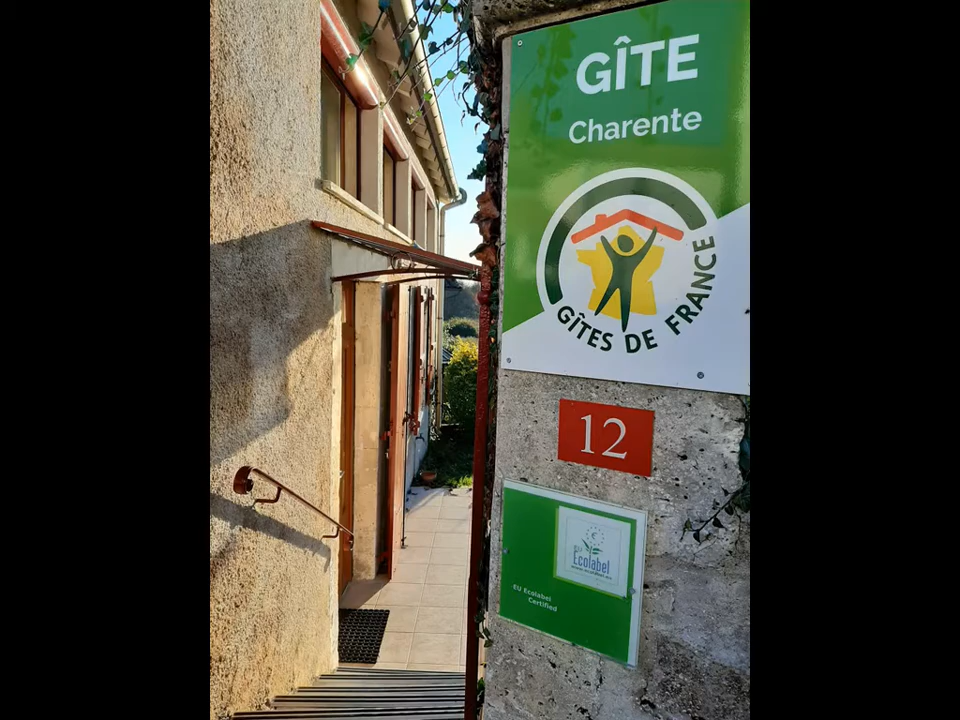 GÎTE
Charente
GÎTES DE FRANCE
12
Ecolabel
EU Ecolabel
Certified